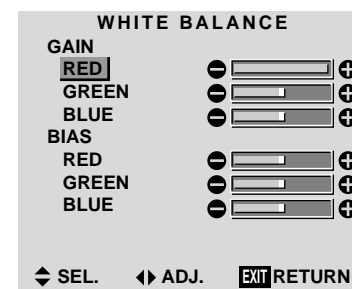 WHITE BALANCE
GAIN
RED
GREEN
BLUE
BIAS
RED
GREEN
BLUE
SEL. ADJ. EXIT RETURN